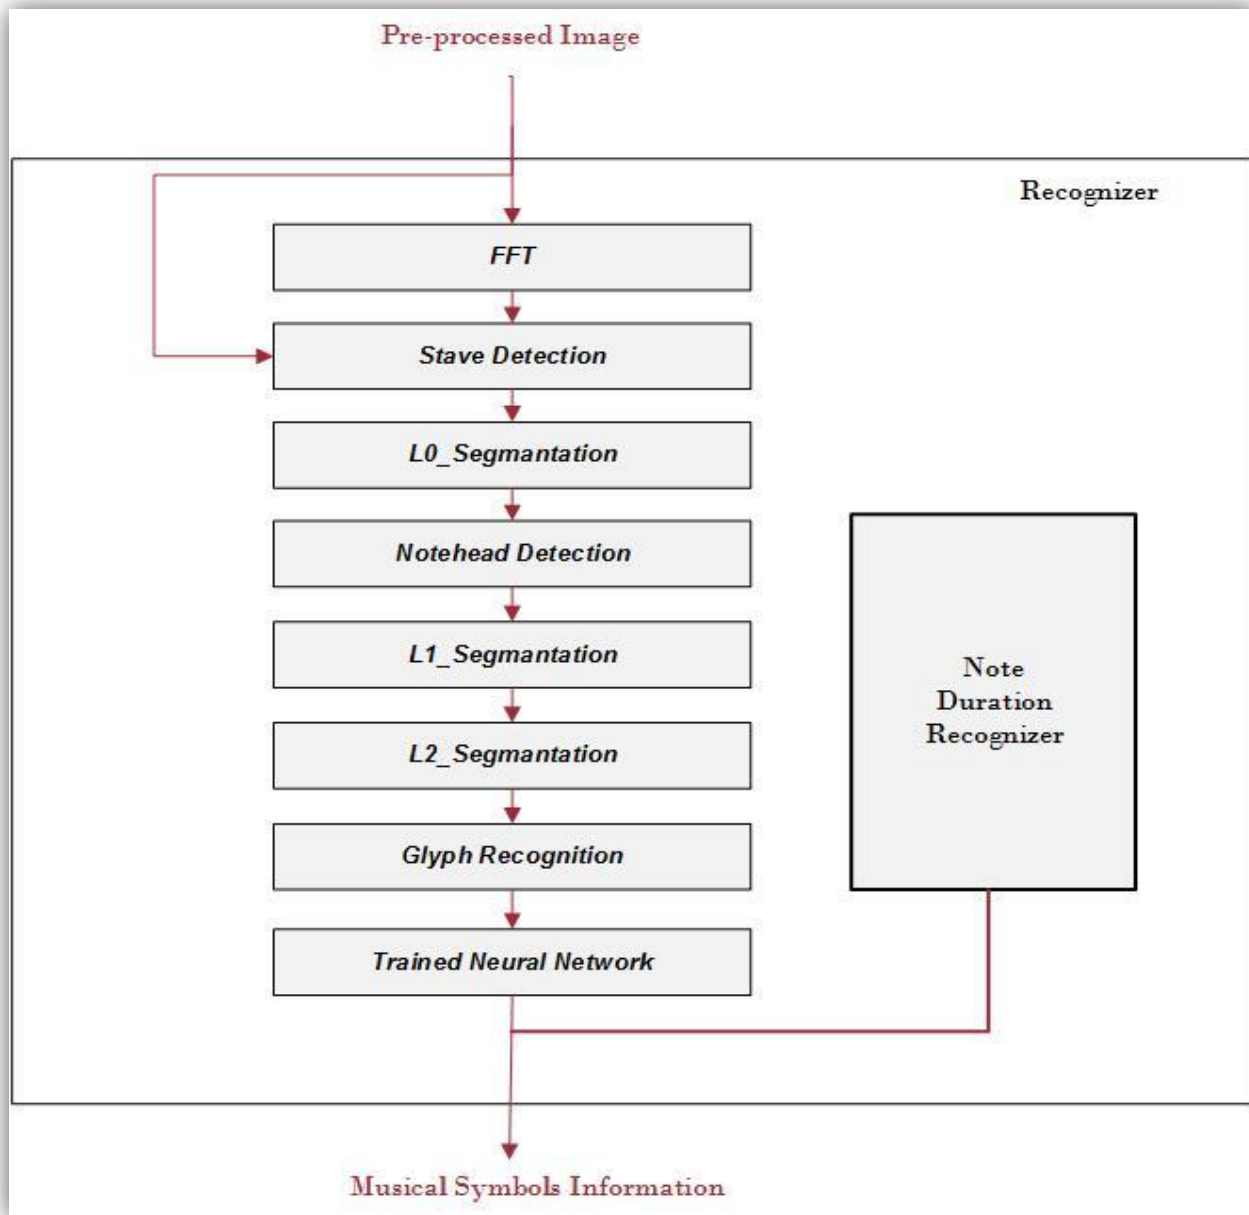 Pre-processed Image
Recognizer
FFT
Stave Detection
L0_Segmantation
Notehead Detection
L1_Segmantation
L2_Segmantation
Glyph Recognition
Trained Neural Network
Note
Duration
Recognizer
Musical Symbols Information